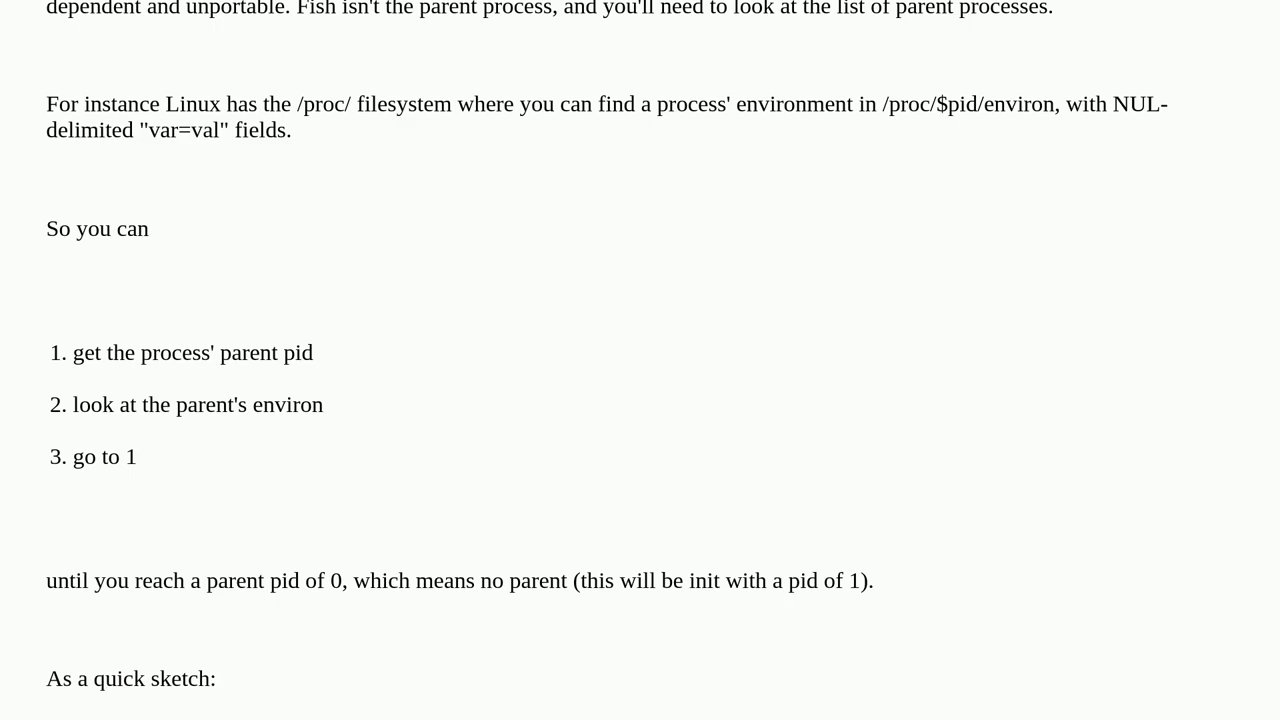 dependent and unportable. Fish isn't the parent process, and you'll need to look at the list of parent processes.
For instance Linux has the /proc/ filesystem where you can find a process' environment in /proc/$pid/environ, with NUL-
delimited "var=val" fields.
So you can
1. get the process' parent pid
2. look at the parent's environ
3. go to 1
until you reach a parent pid of 0, which means no parent (this will be init with a pid of 1).
As a quick sketch: